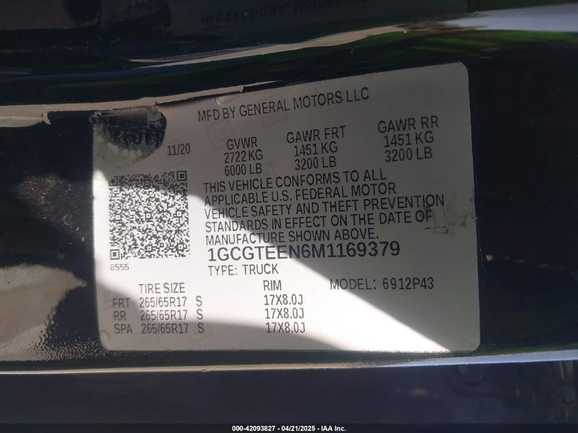 MFD BY GENERAL MOTORS LLC
11/20
GVWR GAWR FRT GAWR RR
2722 KG 1451 KG 1451 KG
6000 LB 3200 LB 3200 LB
THIS VEHICLE CONFORMS TO ALL
APPLICABLE U.S. FEDERAL MOTOR
VEHICLE SAFETY AND THEFT PREVENTION
STANDARDS IN EFFECT ON THE DATE OF
MANUFACTURE SHOWN ABOVE.
1GCGTEEN6M1169379
8555
TYPE: TRUCK
MODEL: 6912P43
TIRE SIZE RIM
FRT 265/65R17 S 17X8.0J
RR 265/65R17 S 17X8.0J
SPA 265/65R17 S 17X8.0J
000-42093827 - 04/21/2025 - IAA Inc.